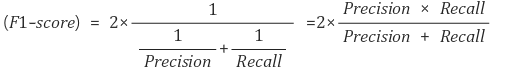 (F1–score) = 2× 1 / (1/Precision + 1/Recall) =2× (Precision × Recall) / (Precision + Recall)